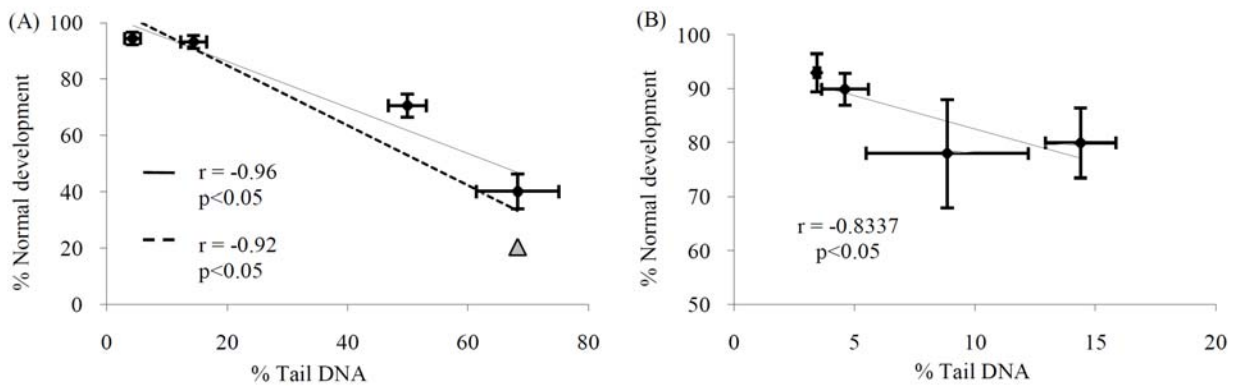 (A)
% Normal development
100
80
60
40
20
0
r = -0.96
p<0.05
r = -0.92
p<0.05
0 20 40 60 80
% Tail DNA
(B)
% Normal development
100
90
80
70
60
50
r = -0.8337
p<0.05
0 5 10 15 20
% Tail DNA